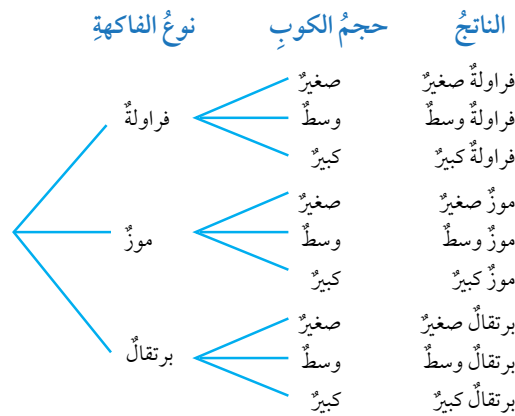 نوعُ الفاكهةِ حجمُ الكوبِ الناتجُ
صغيرٌ فراولةٌ صغيرٌ
فراولةٌ وسطٌ فراولةٌ وسطٌ
كبيرٌ فراولةٌ كبيرٌ
صغيرٌ موزٌ صغيرٌ
موزٌ وسطٌ موزٌ وسطٌ
كبيرٌ موزٌ كبيرٌ
صغيرٌ برتقالٌ صغيرٌ
برتقالٌ وسطٌ برتقالٌ وسطٌ
كبيرٌ برتقالٌ كبيرٌ